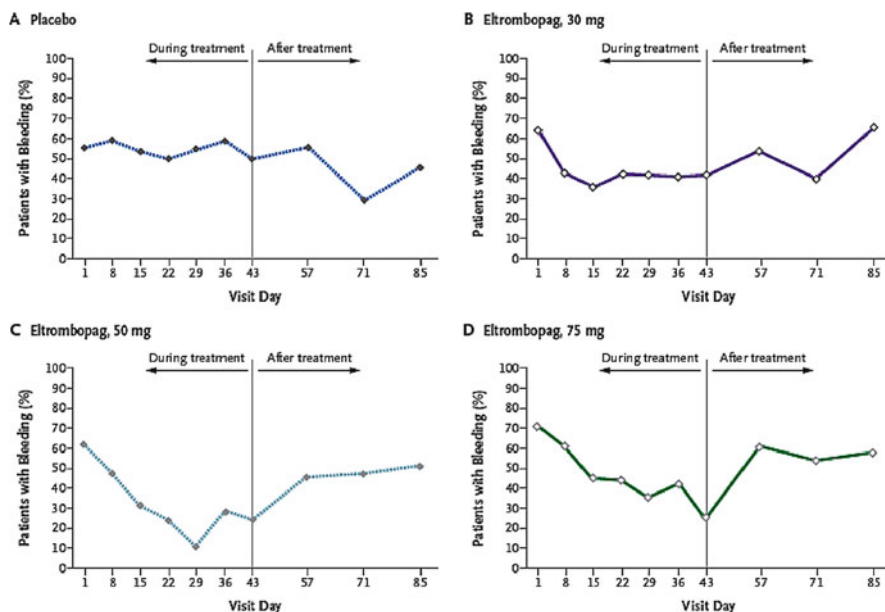 A Placebo
During treatment After treatment
Patients with Bleeding (%)
100
90
80
70
60
50
40
30
20
10
0
1 8 15 22 29 36 43 57 71 85
Visit Day
B Eltrombopag, 30 mg
During treatment After treatment
Patients with Bleeding (%)
100
90
80
70
60
50
40
30
20
10
0
1 8 15 22 29 36 43 57 71 85
Visit Day
C Eltrombopag, 50 mg
During treatment After treatment
Patients with Bleeding (%)
100
90
80
70
60
50
40
30
20
10
0
1 8 15 22 29 36 43 57 71 85
Visit Day
D Eltrombopag, 75 mg
During treatment After treatment
Patients with Bleeding (%)
100
90
80
70
60
50
40
30
20
10
0
1 8 15 22 29 36 43 57 71 85
Visit Day